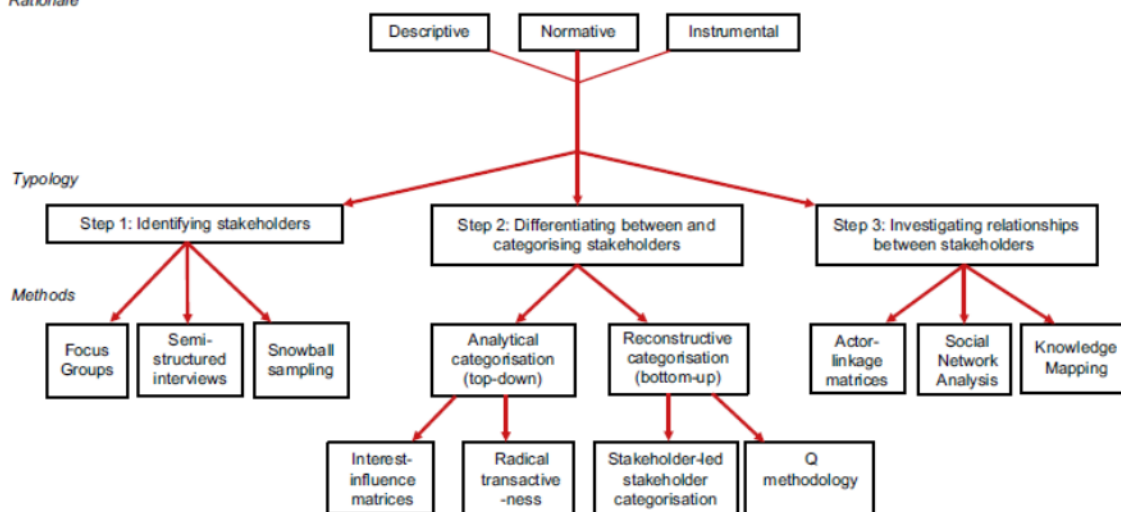 Rationale
Descriptive
Normative
Instrumental
Typology
Step 1: Identifying stakeholders
Step 2: Differentiating between and
categorising stakeholders
Step 3: Investigating relationships
between stakeholders
Methods
Focus
Groups
Semi-
structured
interviews
Snowball
sampling
Analytical
categorisation
(top-down)
Reconstructive
categorisation
(bottom-up)
Actor-
linkage
matrices
Social
Network
Analysis
Knowledge
Mapping
Interest-
influence
matrices
Radical
transactive
-ness
Stakeholder-led
stakeholder
categorisation
Q
methodology